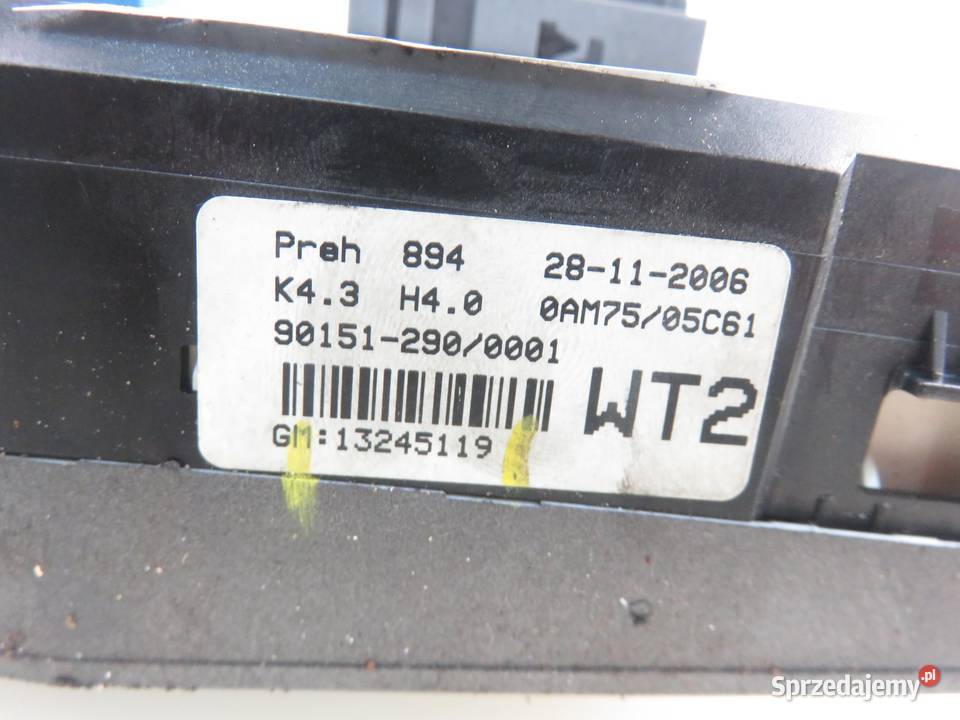 Preh 894 28-11-2006
K4.3 H4.0 0AM75/05C61
90151-290/0001
WT2
GM:13245119
Sprzedajemy.pl